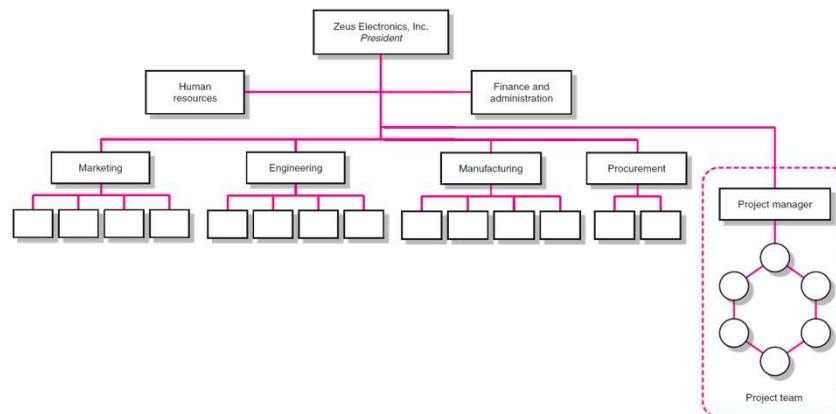 Zeus Electronics, Inc.
President
Human
resources
Finance and
administration
Marketing
Engineering
Manufacturing
Procurement
Project manager
Project team